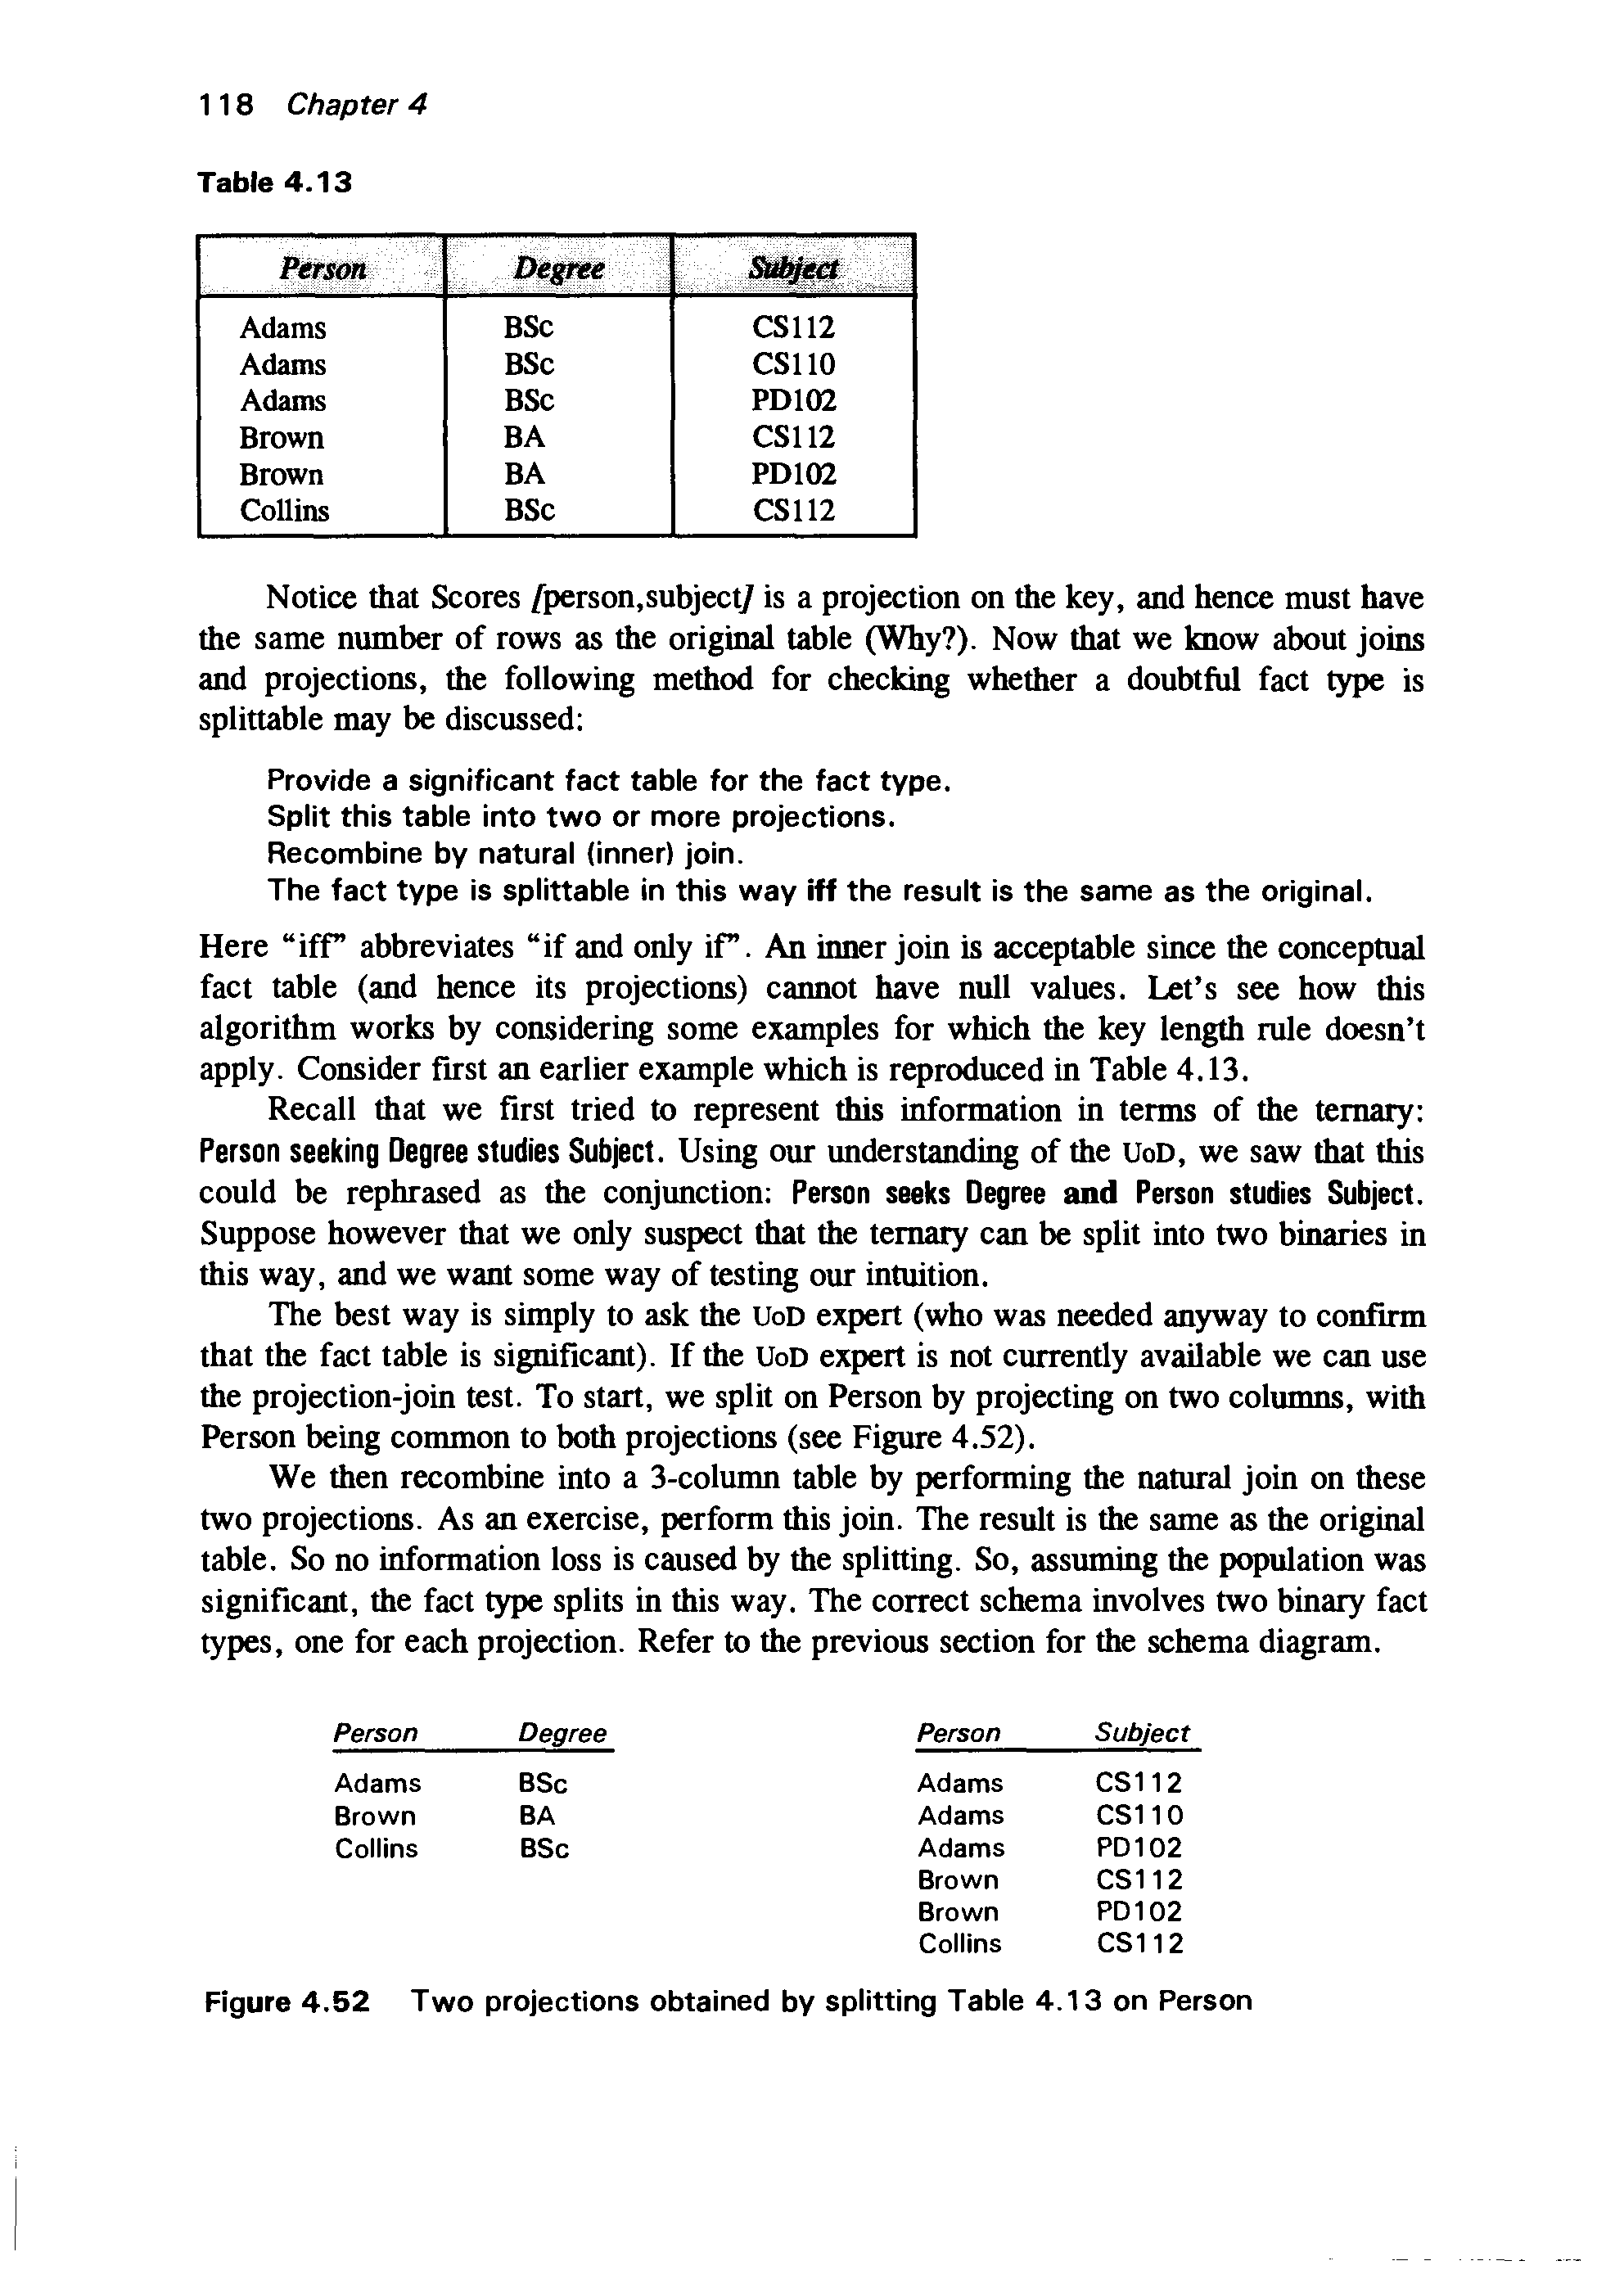 118 Chapter 4
Table 4.13
Person Degree Subject
Adams BSc CS112
Adams BSc CS110
Adams BSc PD102
Brown BA CS112
Brown BA PD102
Collins BSc CS112
Notice that Scores [person,subject] is a projection on the key, and hence must have
the same number of rows as the original table (Why?). Now that we know about joins
and projections, the following method for checking whether a doubtful fact type is
splittable may be discussed:
Provide a significant fact table for the fact type.
Split this table into two or more projections.
Recombine by natural (inner) join.
The fact type is splittable in this way iff the result is the same as the original.
Here “iff” abbreviates “if and only if”. An inner join is acceptable since the conceptual
fact table (and hence its projections) cannot have null values. Let’s see how this
algorithm works by considering some examples for which the key length rule doesn’t
apply. Consider first an earlier example which is reproduced in Table 4.13.
Recall that we first tried to represent this information in terms of the ternary:
Person seeking Degree studies Subject. Using our understanding of the UoD, we saw that this
could be rephrased as the conjunction: Person seeks Degree and Person studies Subject.
Suppose however that we only suspect that the ternary can be split into two binaries in
this way, and we want some way of testing our intuition.
The best way is simply to ask the UoD expert (who was needed anyway to confirm
that the fact table is significant). If the UoD expert is not currently available we can use
the projection-join test. To start, we split on Person by projecting on two columns, with
Person being common to both projections (see Figure 4.52).
We then recombine into a 3-column table by performing the natural join on these
two projections. As an exercise, perform this join. The result is the same as the original
table. So no information loss is caused by the splitting. So, assuming the population was
significant, the fact type splits in this way. The correct schema involves two binary fact
types, one for each projection. Refer to the previous section for the schema diagram.
Person Degree Person Subject
Adams BSc Adams CS112
Brown BA Adams CS110
Collins BSc Adams PD102
Brown CS112
Brown PD102
Collins CS112
Figure 4.52 Two projections obtained by splitting Table 4.13 on Person